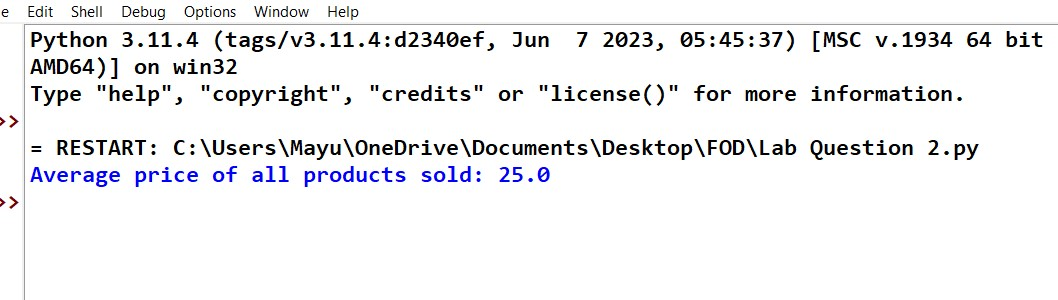 e Edit Shell Debug Options Window Help
Python 3.11.4 (tags/v3.11.4:d2340ef, Jun  7 2023, 05:45:37) [MSC v.1934 64 bit
AMD64)] on win32
Type "help", "copyright", "credits" or "license()" for more information.
>>
= RESTART: C:\Users\Mayu\OneDrive\Documents\Desktop\FOD\Lab Question 2.py
Average price of all products sold: 25.0
>>